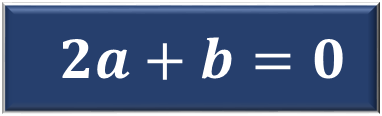 2a + b = 0